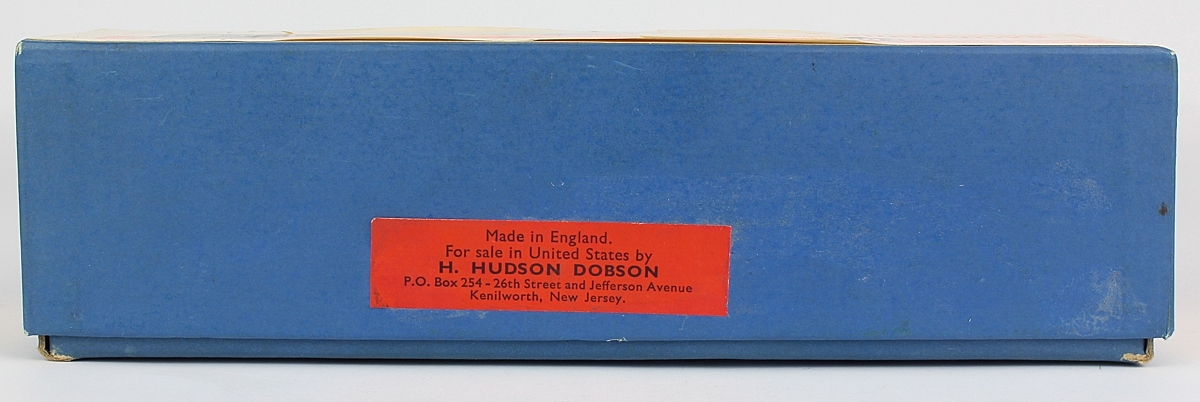 Made in England.
For sale in United States by
H. HUDSON DOBSON
P.O. Box 254 - 26th Street and Jefferson Avenue
Kenilworth, New Jersey.